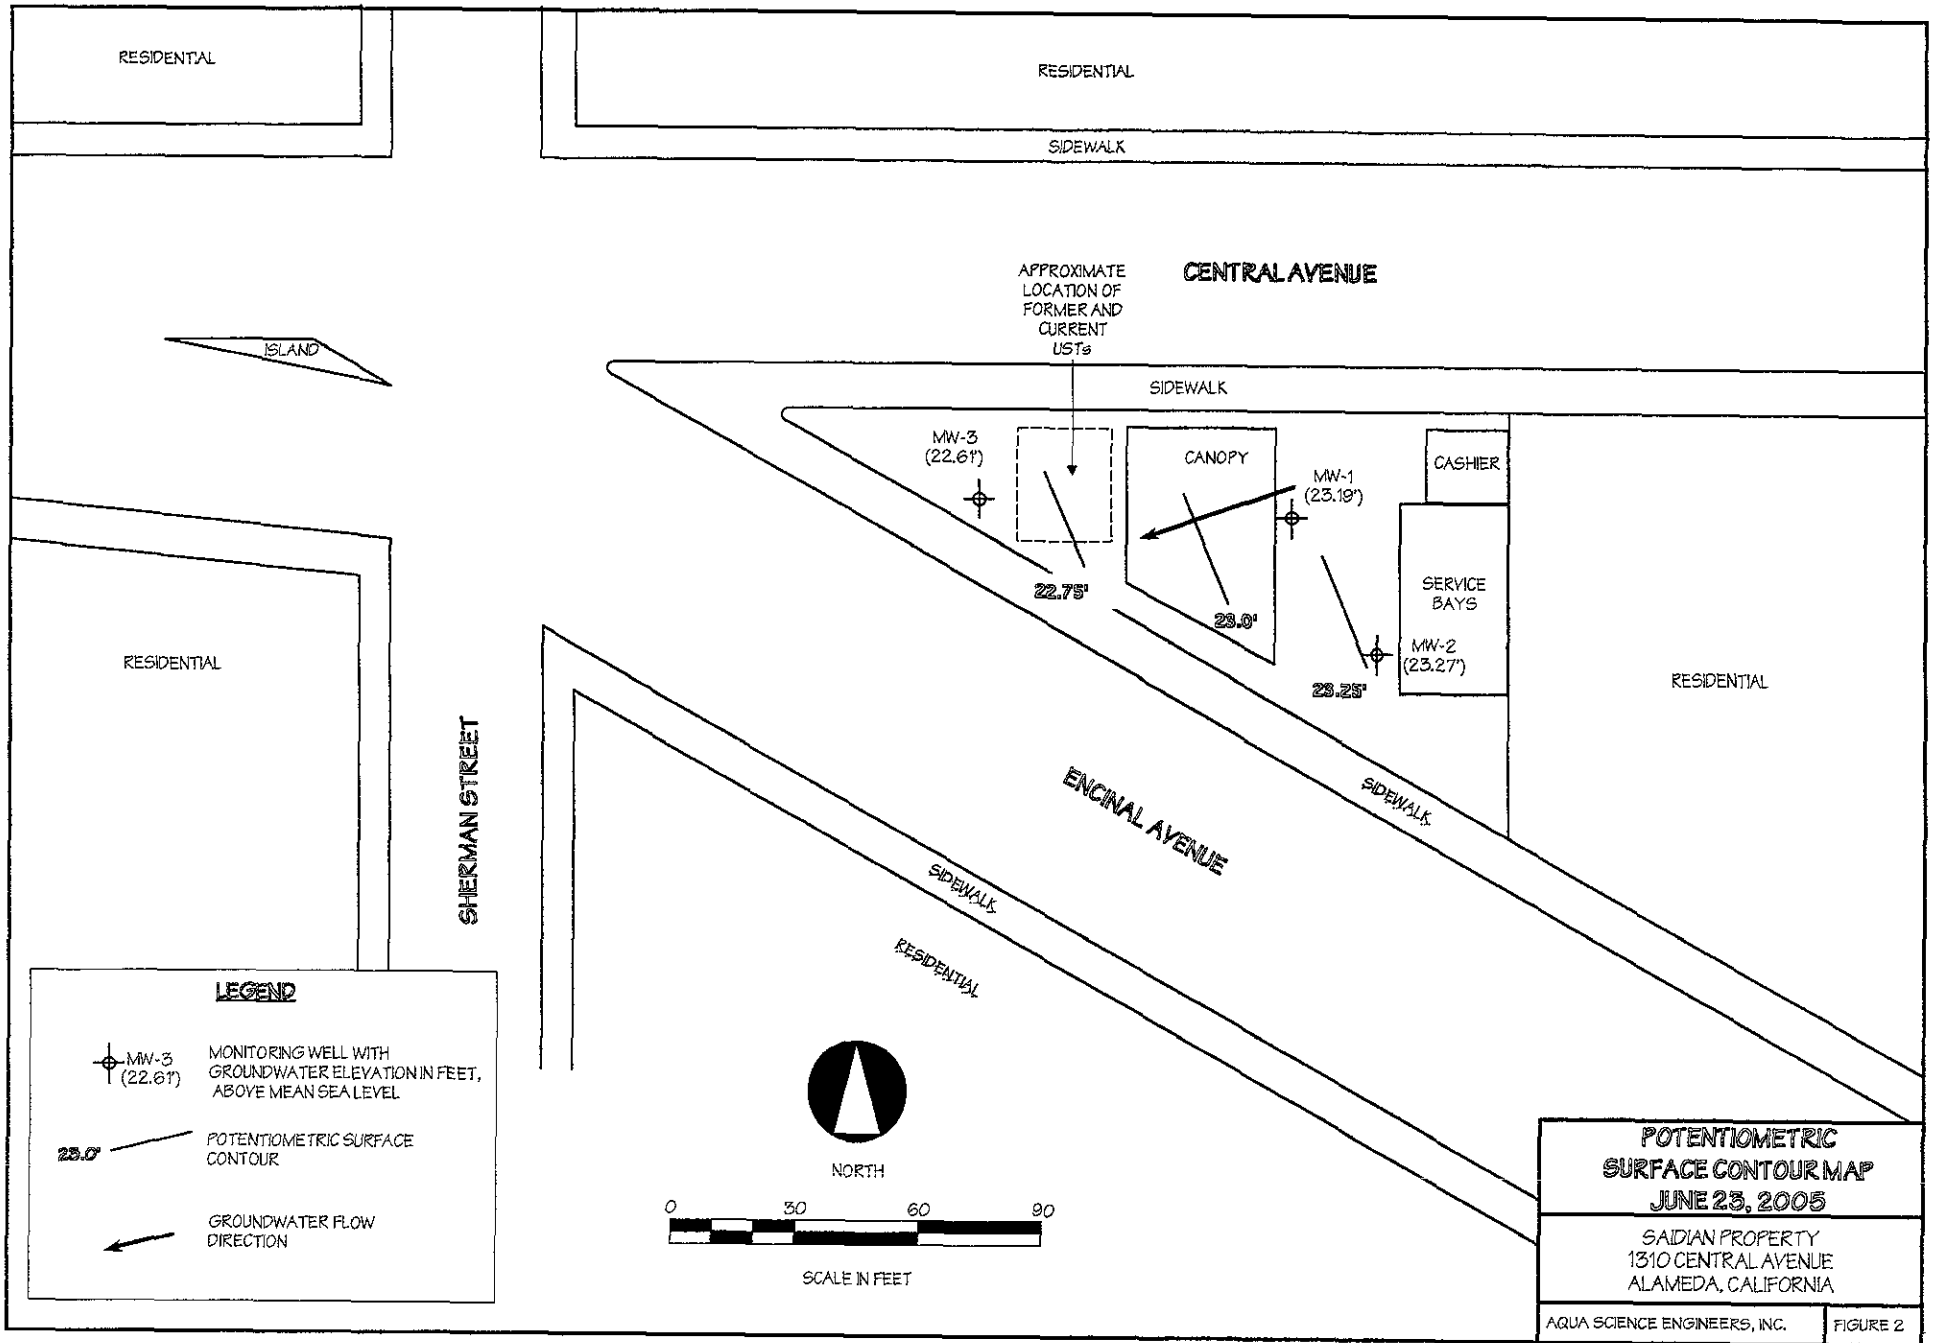 RESIDENTIAL
RESIDENTIAL
SIDEWALK
CENTRAL AVENUE
APPROXIMATE
LOCATION OF
FORMER AND
CURRENT
USTs
ISLAND
SIDEWALK
MW-3
(22.61')
CANOPY
MW-1
(23.19')
CASHIER
SERVICE
BAYS
22.75'
23.0'
MW-2
(23.27')
23.25'
RESIDENTIAL
RESIDENTIAL
SHERMAN STREET
ENCINAL AVENUE
SIDEWALK
SIDEWALK
RESIDENTIAL
LEGEND
MW-3
(22.61')
MONITORING WELL WITH
GROUNDWATER ELEVATION IN FEET,
ABOVE MEAN SEA LEVEL
23.0'
POTENTIOMETRIC SURFACE
CONTOUR
GROUNDWATER FLOW
DIRECTION
NORTH
0 30 60 90
SCALE IN FEET
POTENTIOMETRIC
SURFACE CONTOUR MAP
JUNE 23, 2005
SAIDIAN PROPERTY
1310 CENTRAL AVENUE
ALAMEDA, CALIFORNIA
AQUA SCIENCE ENGINEERS, INC.
FIGURE 2